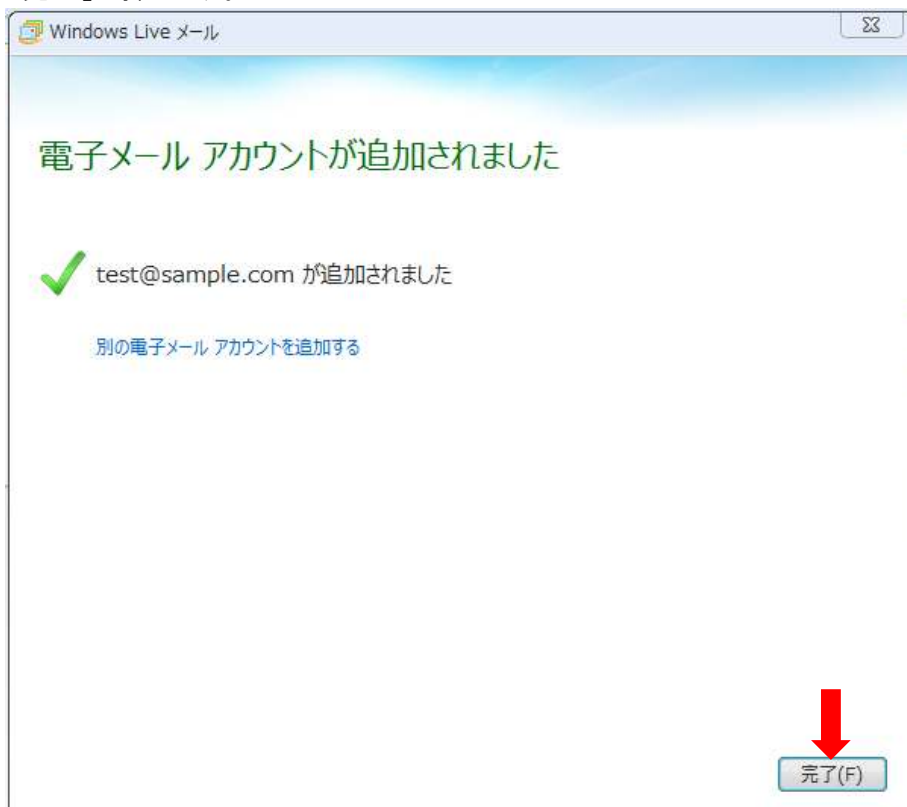 Windows Live メール
電子メール アカウントが追加されました
test@sample.com が追加されました
別の電子メール アカウントを追加する
完了(F)